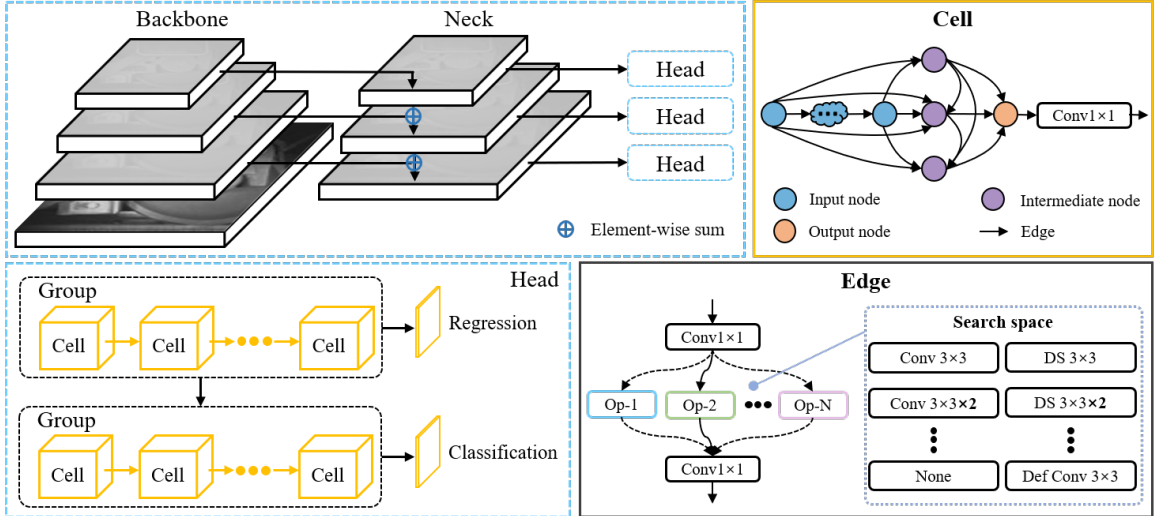 Backbone
Neck
Head
Head
Head
Element-wise sum
Cell
Conv1×1
Input node
Intermediate node
Output node
Edge
Head
Group
Cell
Cell
Cell
Regression
Group
Cell
Cell
Cell
Classification
Edge
Conv1×1
Op-1
Op-2
Op-N
Conv1×1
Search space
Conv 3×3
DS 3×3
Conv 3×3×2
DS 3×3×2
None
Def Conv 3×3